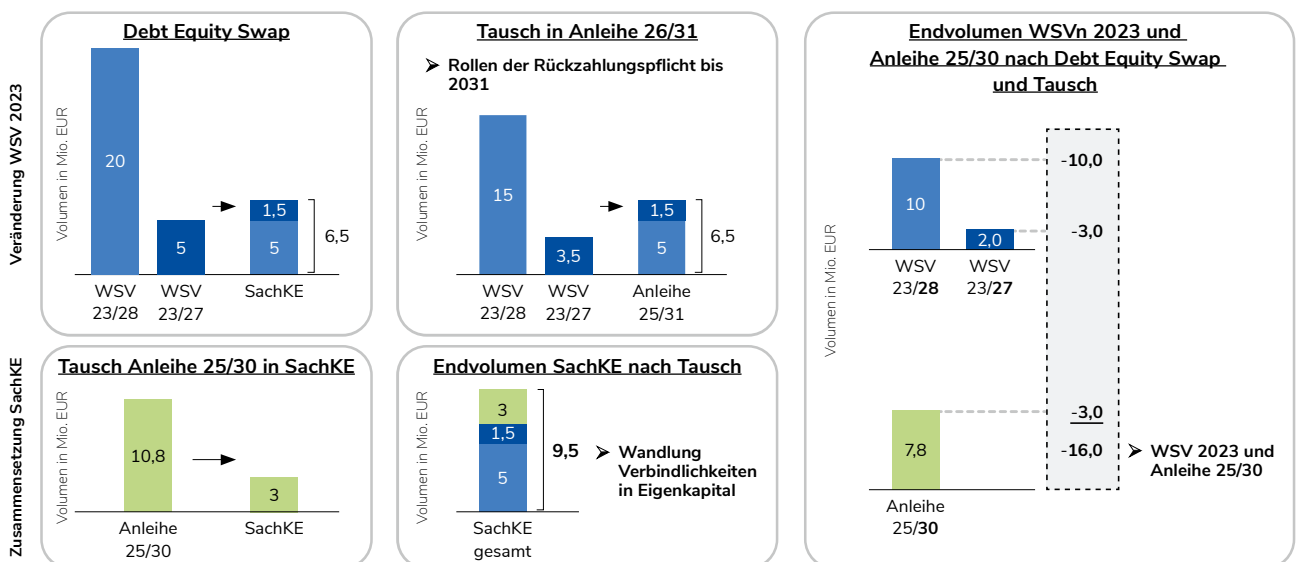 Veränderung WSV 2023
Debt Equity Swap
Volumen in Mio. EUR
20
5
1,5
5
6,5
WSV
23/28
WSV
23/27
SachKE
Tausch in Anleihe 26/31
➢ Rollen der Rückzahlungspflicht bis
2031
Volumen in Mio. EUR
15
3,5
1,5
5
6,5
WSV
23/28
WSV
23/27
Anleihe
25/31
Zusammensetzung SachKE
Tausch Anleihe 25/30 in SachKE
Volumen in Mio. EUR
10,8
3
Anleihe
25/30
SachKE
Endvolumen SachKE nach Tausch
Volumen in Mio. EUR
3
1,5
5
9,5
➢ Wandlung
Verbindlichkeiten
in Eigenkapital
SachKE
gesamt
Endvolumen WSVn 2023 und
Anleihe 25/30 nach Debt Equity Swap
und Tausch
Volumen in Mio. EUR
10
2,0
-10,0
-3,0
WSV
23/28
WSV
23/27
7,8
-3,0
-16,0
➢ WSV 2023 und
Anleihe 25/30
Anleihe
25/30